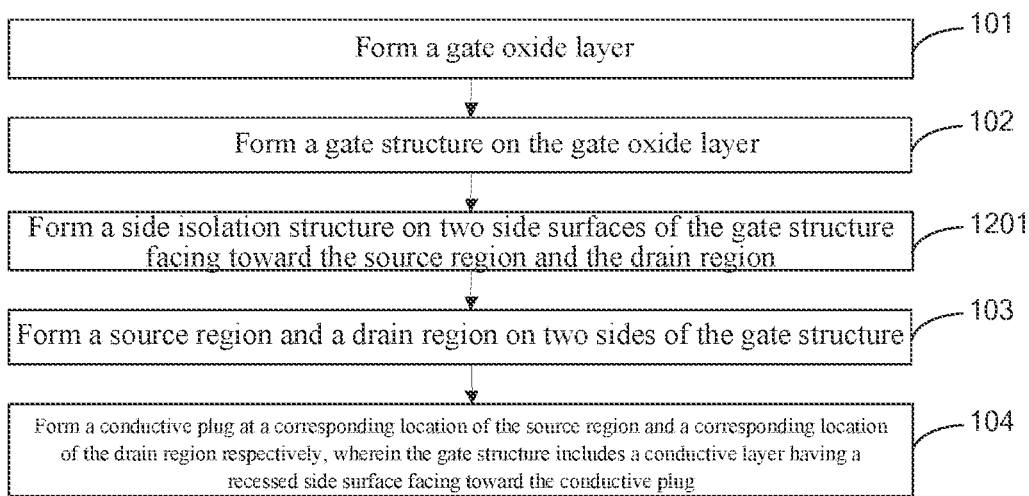 Form a gate oxide layer
101
Form a gate structure on the gate oxide layer
102
Form a side isolation structure on two side surfaces of the gate structure
facing toward the source region and the drain region
1201
Form a source region and a drain region on two sides of the gate structure
103
Form a conductive plug at a corresponding location of the source region and a corresponding location
of the drain region respectively, wherein the gate structure includes a conductive layer having a
recessed side surface facing toward the conductive plug
104